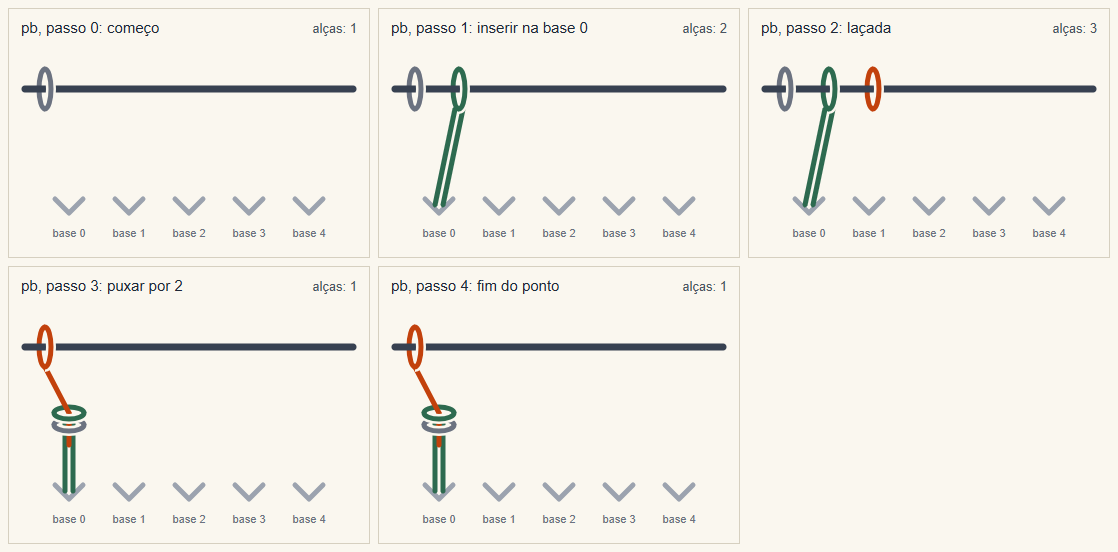 pb, passo 0: começo alças: 1
base 0 base 1 base 2 base 3 base 4
pb, passo 1: inserir na base 0 alças: 2
base 0 base 1 base 2 base 3 base 4
pb, passo 2: laçada alças: 3
base 0 base 1 base 2 base 3 base 4
pb, passo 3: puxar por 2 alças: 1
base 0 base 1 base 2 base 3 base 4
pb, passo 4: fim do ponto alças: 1
base 0 base 1 base 2 base 3 base 4